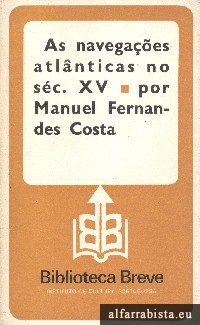 As navegações
atlânticas no
séc. XV ▪ por
Manuel Fernan-
des Costa
Biblioteca Breve
INSTITUTO DE CULTURA PORTUGUESA
alfarrabista.eu